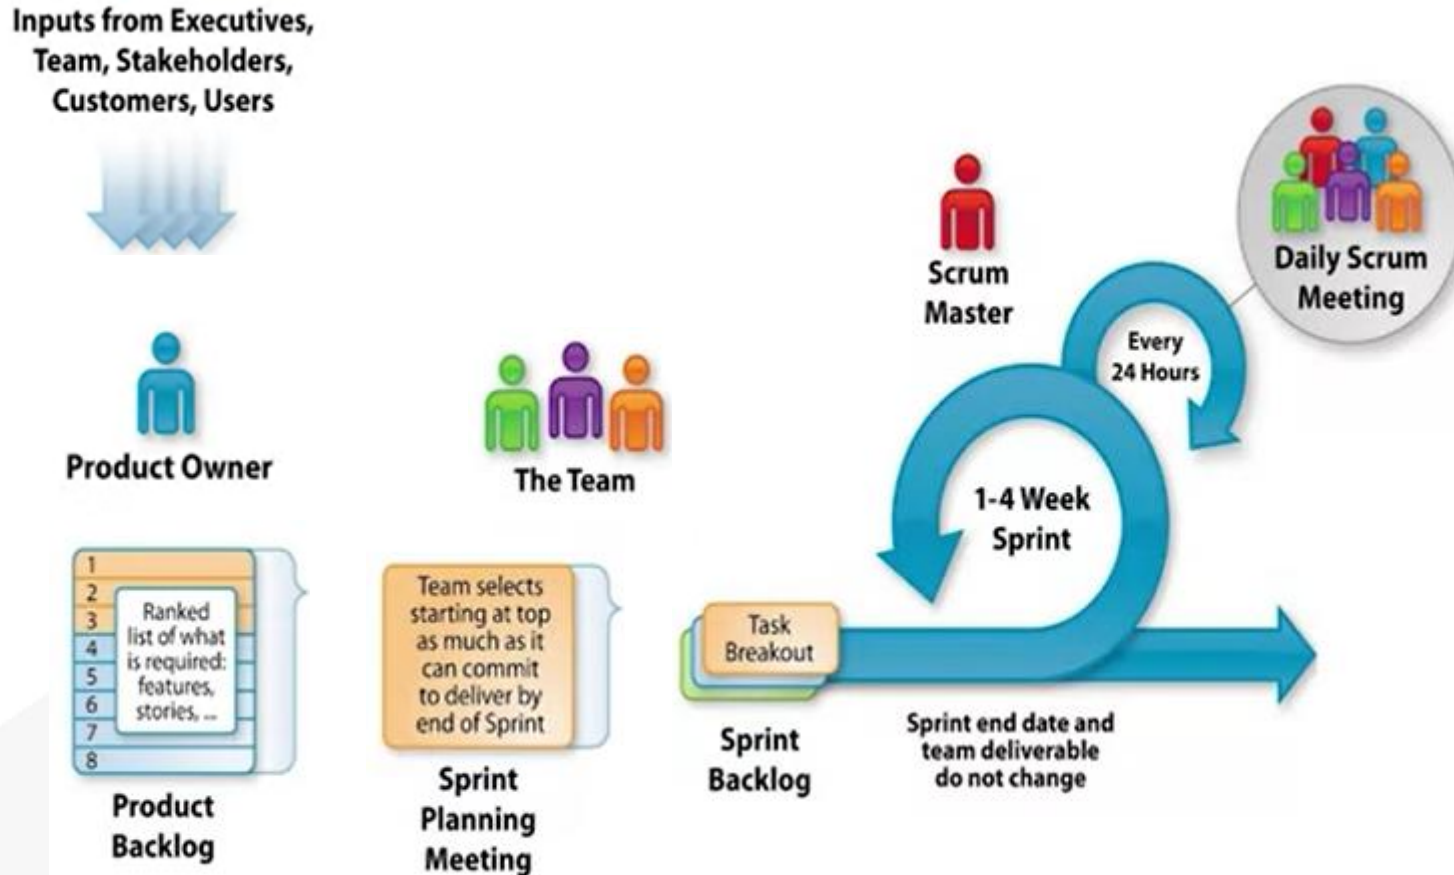 Inputs from Executives,
Team, Stakeholders,
Customers, Users
Product Owner
1
2
3
4
5
6
7
8
Ranked
list of what
is required:
features,
stories, ...
Product
Backlog
The Team
Team selects
starting at top
as much as it
can commit
to deliver by
end of Sprint
Sprint
Planning
Meeting
Task
Breakout
Sprint
Backlog
Scrum
Master
1-4 Week
Sprint
Every
24 Hours
Daily Scrum
Meeting
Sprint end date and
team deliverable
do not change